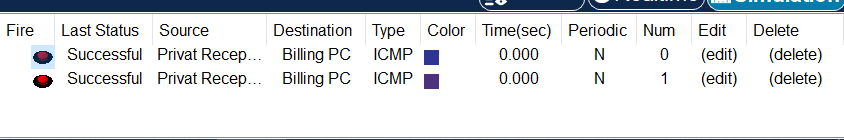 Simulation
Fire Last Status Source Destination Type Color Time(sec) Periodic Num Edit Delete
Successful Privat Recep... Billing PC ICMP 0.000 N 0 (edit) (delete)
Successful Privat Recep... Billing PC ICMP 0.000 N 1 (edit) (delete)